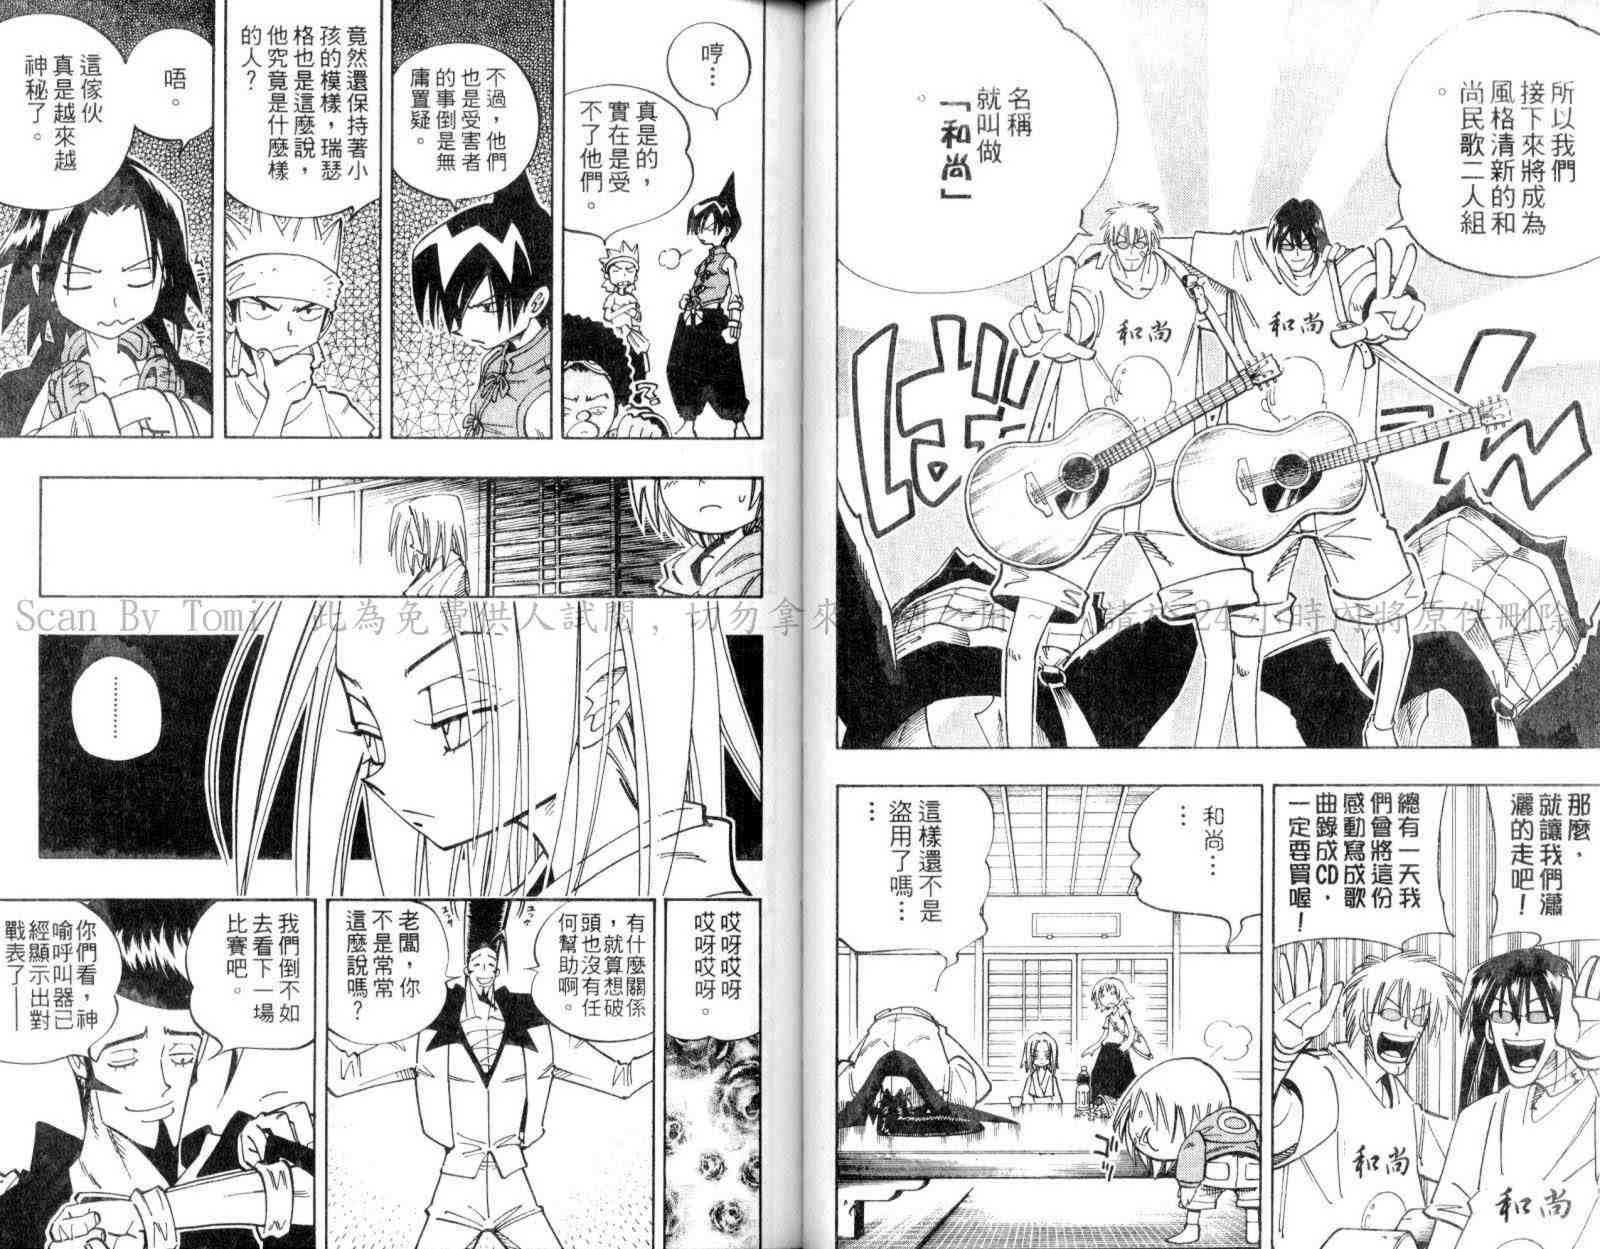 所以我們
接下來將成為
風格清新的和
尚民歌二人組
。
名稱
就叫做
「和尚」
。
和尚
和尚
ばーん
那麼，
就讓我們瀟
灑的走吧！
總有一天我
們曾將這份
感動寫成歌
曲錄成CD，
一定要買喔！
和尚
和尚
和尚…
…
這樣還不是
盜用了嗎…
…
哼…
真是的，
實在是受
不了他們。
不過，他們
也是受害者
的事倒是無
庸置疑。
竟然還保持著小
孩的模樣，瑞瑟
格也是這麼說，
他究竟是什麼樣
的人？
唔。
這傢伙
真是越來越
神秘了。
…………
哎呀哎呀
哎呀哎呀。
有什麼關係
，就算想破
頭也沒有任
何幫助啊。
老闆，你
不是常常
這麼說嗎？
我們倒不如
去看下一場
比賽吧。
你們看，神
喻呼叫器已
經顯示出對
戰表了——
Scan By Tomi 此為免費供人試閱，切勿拿來
24小時內將原件刪除